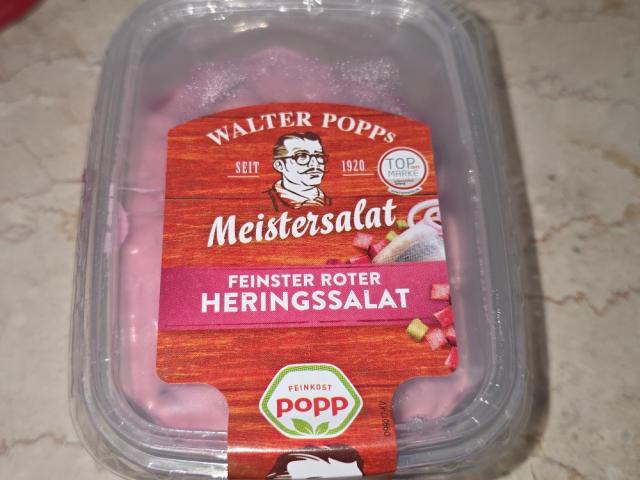 WALTER POPPs
SEIT 1920
TOP
MARKE
Meistersalat
FEINSTER ROTER
HERINGSSALAT
FEINKOST
popp